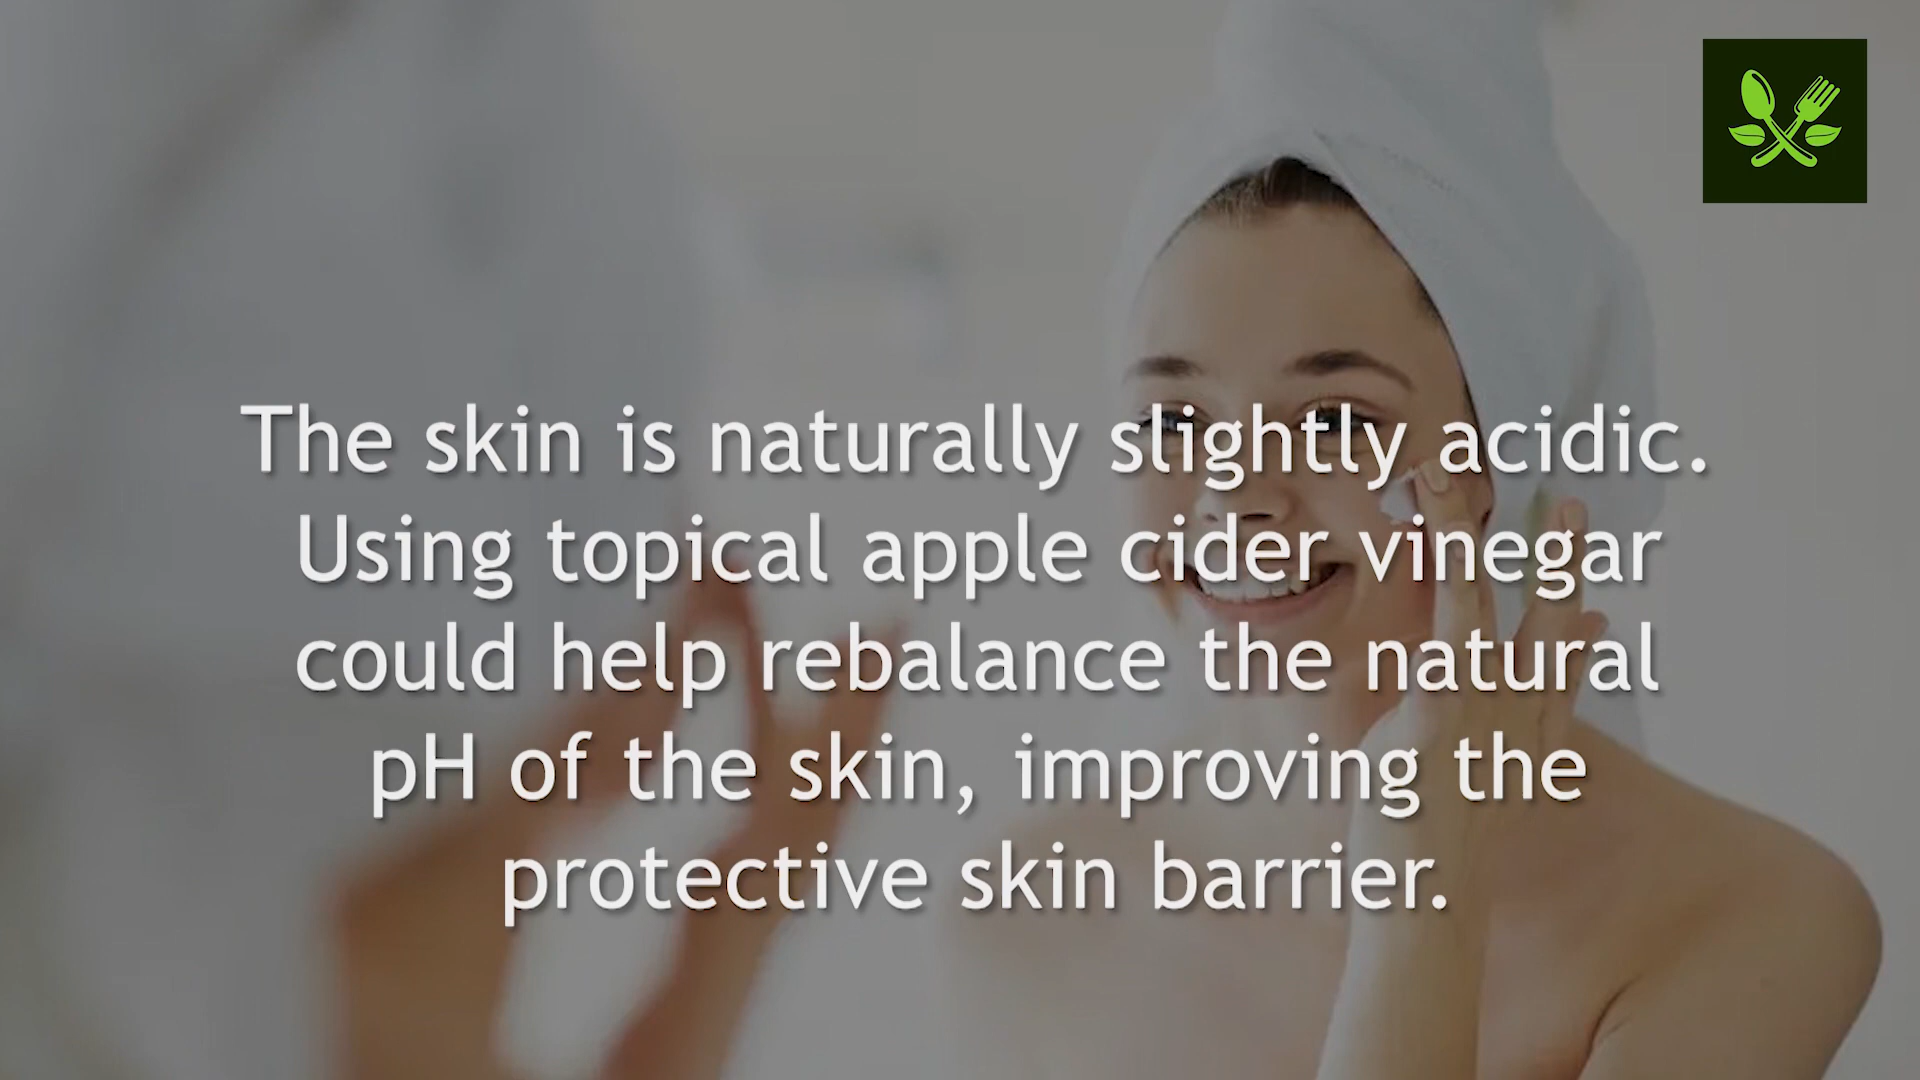 The skin is naturally slightly acidic.
Using topical apple cider vinegar
could help rebalance the natural
pH of the skin, improving the
protective skin barrier.